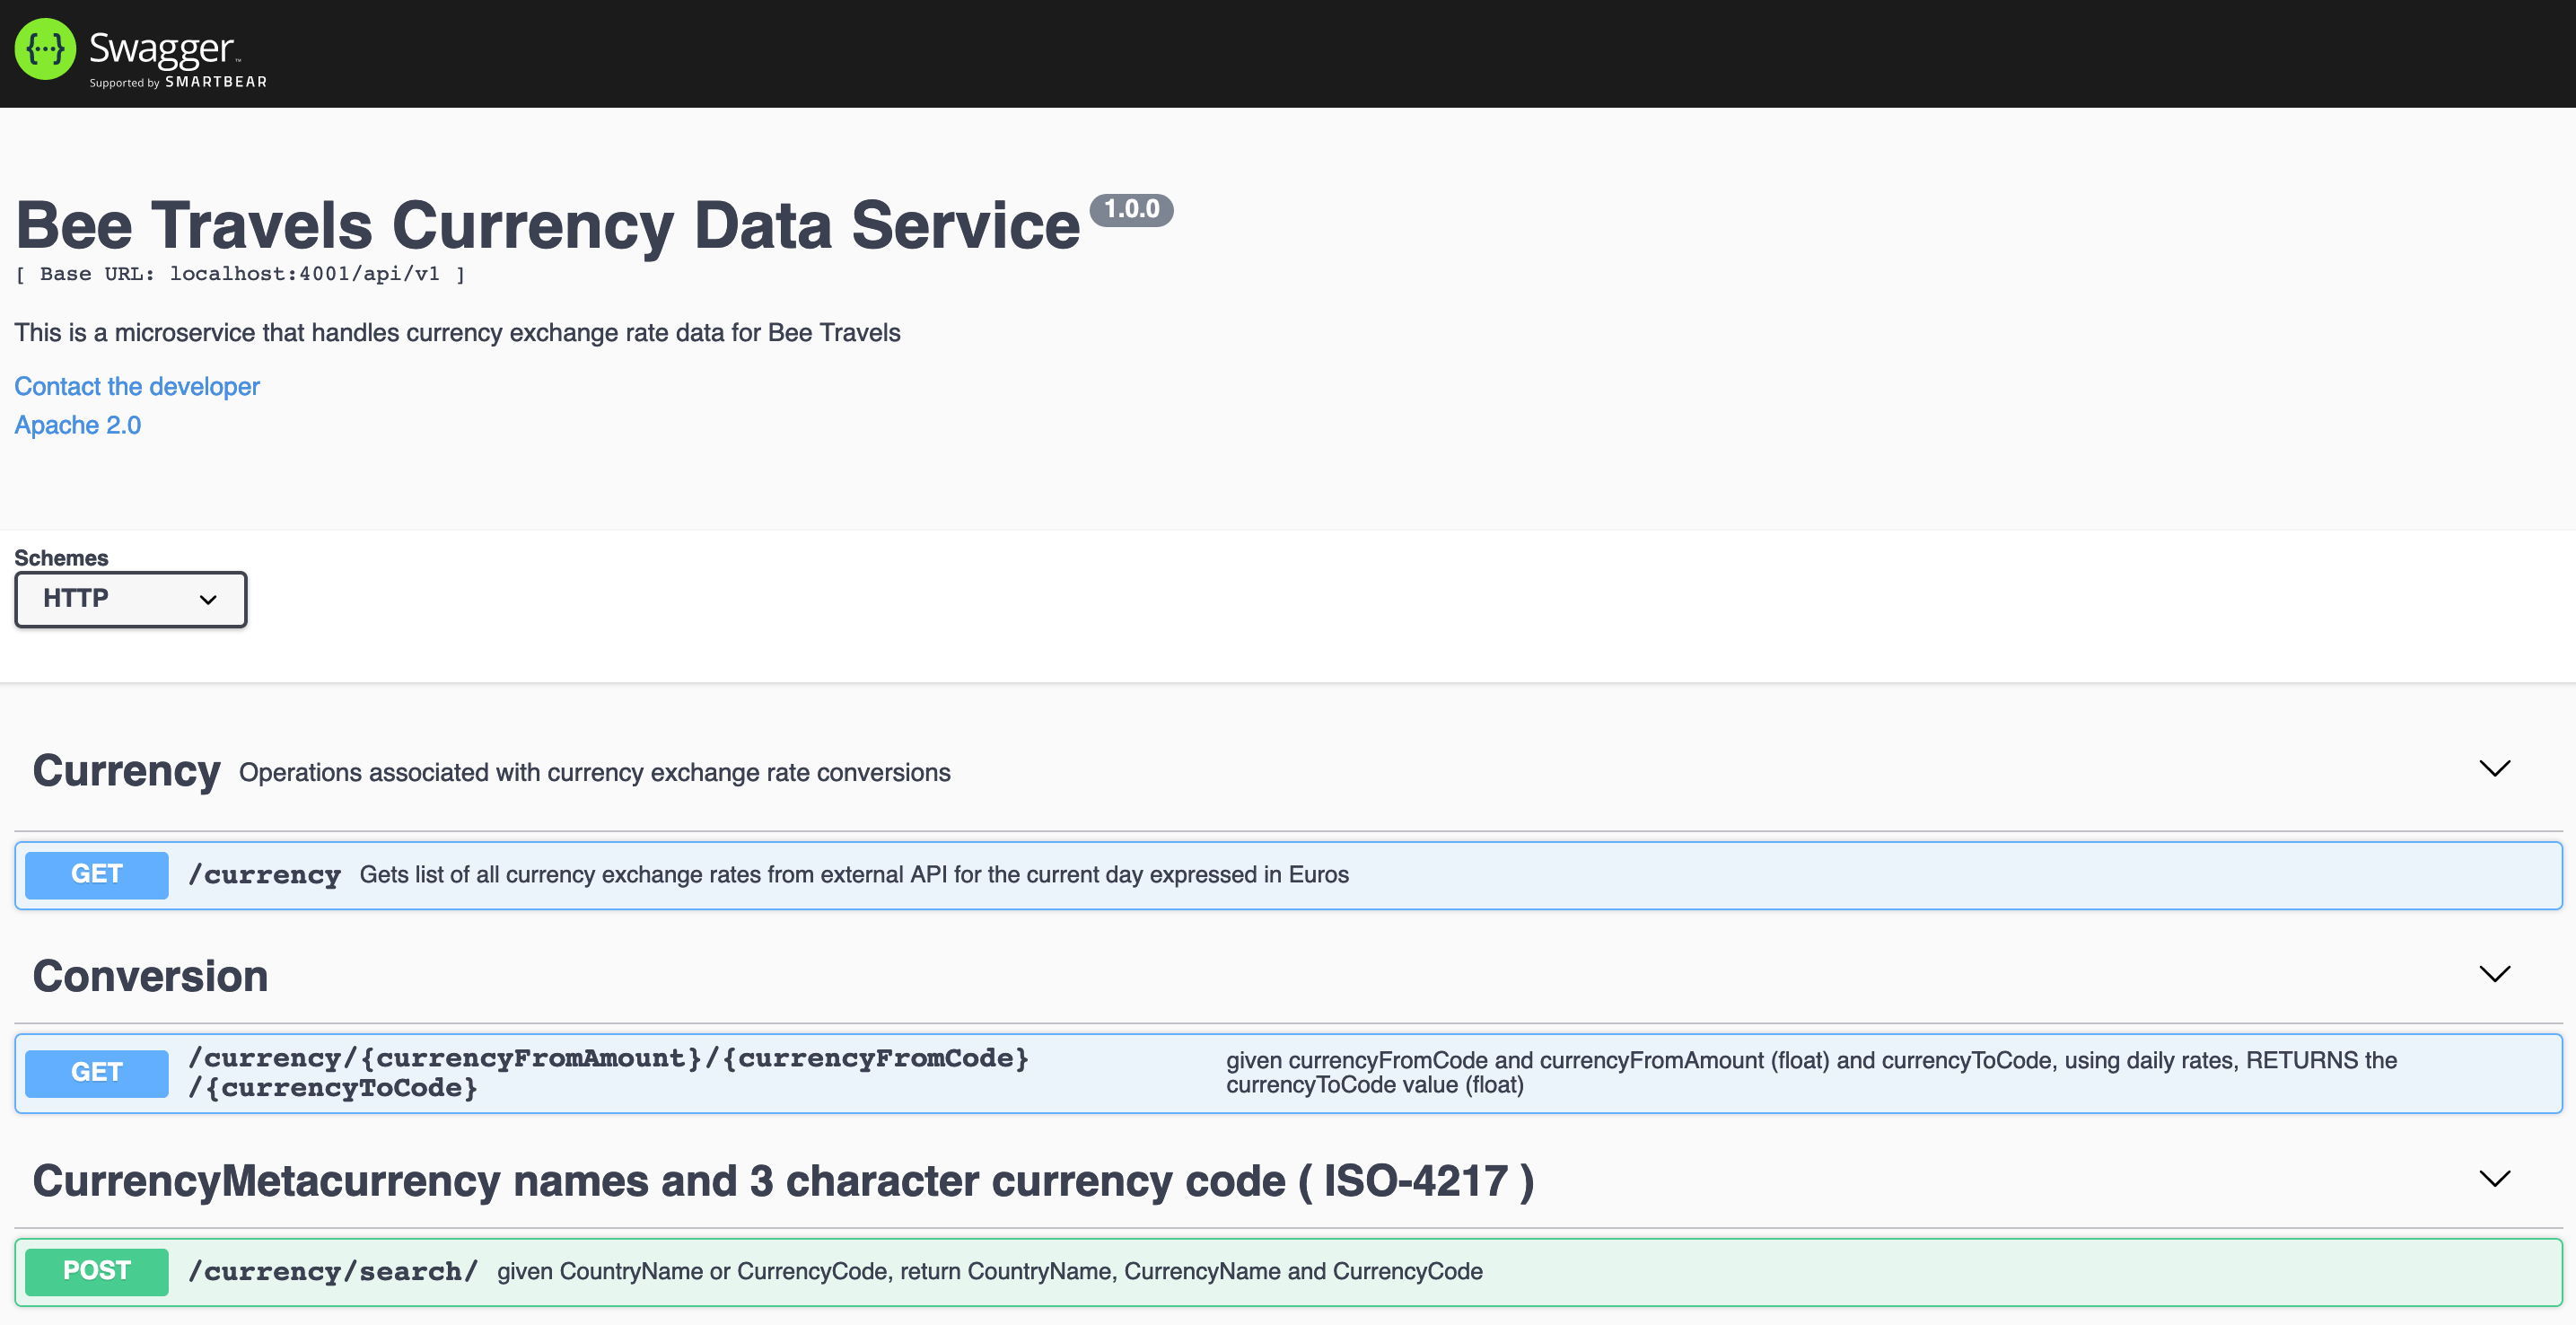 {···} Swagger™
Supported by SMARTBEAR
Bee Travels Currency Data Service 1.0.0
[ Base URL: localhost:4001/api/v1 ]
This is a microservice that handles currency exchange rate data for Bee Travels
Contact the developer
Apache 2.0
Schemes
HTTP
Currency Operations associated with currency exchange rate conversions
GET /currency Gets list of all currency exchange rates from external API for the current day expressed in Euros
Conversion
GET /currency/{currencyFromAmount}/{currencyFromCode}
/{currencyToCode}
given currencyFromCode and currencyFromAmount (float) and currencyToCode, using daily rates, RETURNS the
currencyToCode value (float)
CurrencyMetacurrency names and 3 character currency code ( ISO-4217 )
POST /currency/search/ given CountryName or CurrencyCode, return CountryName, CurrencyName and CurrencyCode